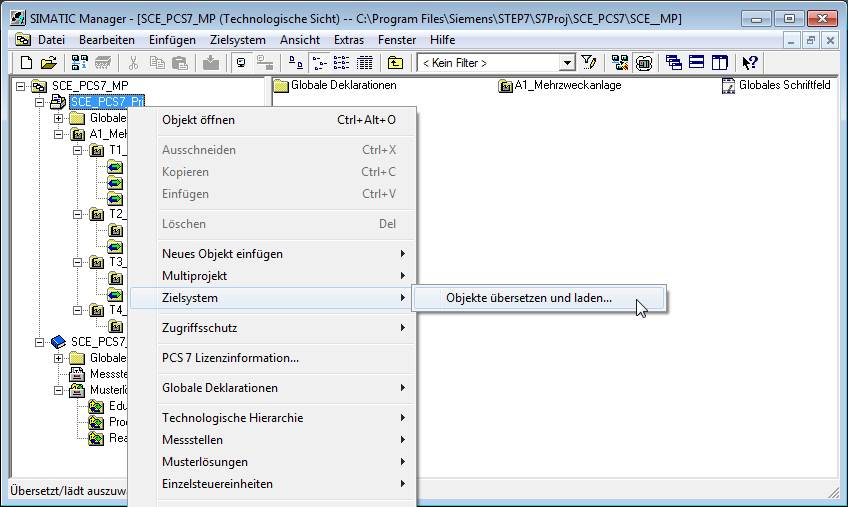 SIMATIC Manager - [SCE_PCS7_MP (Technologische Sicht) -- C:\Program Files\Siemens\STEP7\S7Proj\SCE_PCS7\SCE__MP]
Datei Bearbeiten Einfügen Zielsystem Ansicht Extras Fenster Hilfe
< Kein Filter >
SCE_PCS7_MP
SCE_PCS7_Prj
Globale
A1_Mehrz
T1_
T2_
T3_
T4_
SCE_PCS7_
Globale
Messste
Musterlö
Edu
Proc
Rea
Globale Deklarationen
A1_Mehrzweckanlage
Globales Schriftfeld
Objekt öffnen Ctrl+Alt+O
Ausschneiden Ctrl+X
Kopieren Ctrl+C
Einfügen Ctrl+V
Löschen Del
Neues Objekt einfügen
Multiprojekt
Zielsystem
Objekte übersetzen und laden...
Zugriffsschutz
PCS 7 Lizenzinformation...
Globale Deklarationen
Technologische Hierarchie
Messstellen
Musterlösungen
Einzelsteuereinheiten
Übersetzt/lädt auszuwä